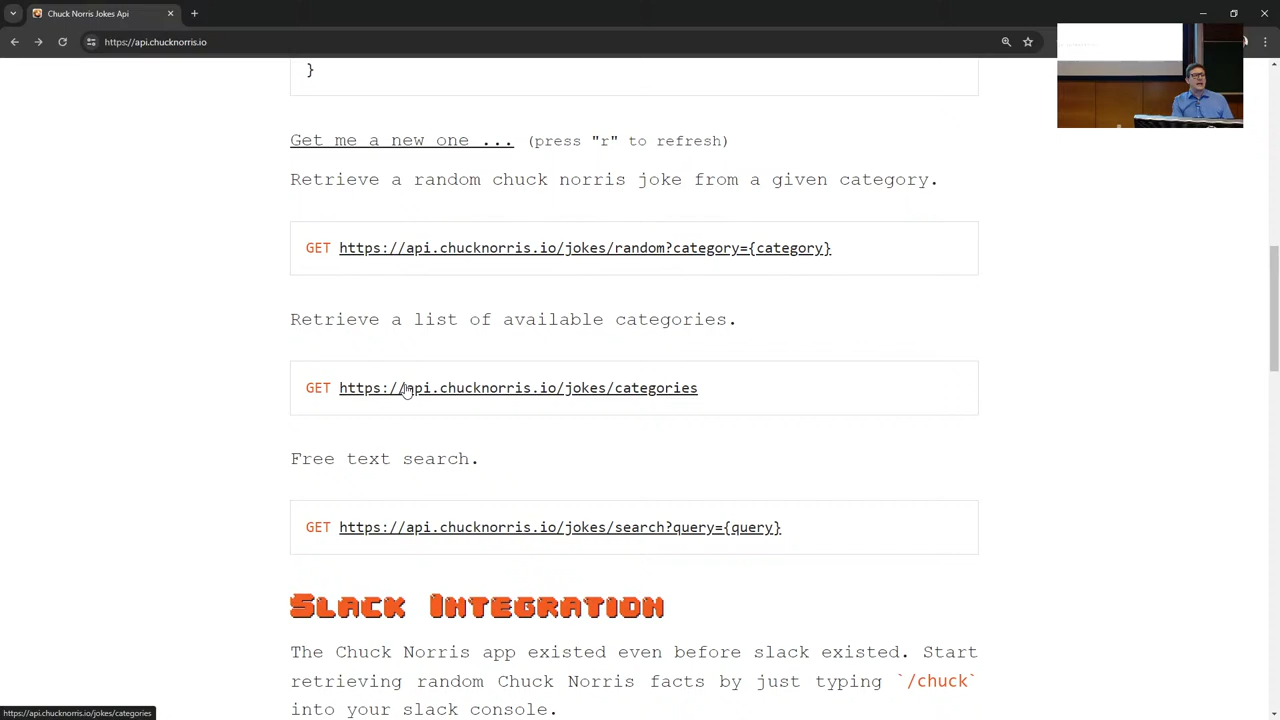 Chuck Norris Jokes Api
https://api.chucknorris.io
}
Get me a new one ... (press "r" to refresh)
Retrieve a random chuck norris joke from a given category.
GET https://api.chucknorris.io/jokes/random?category={category}
Retrieve a list of available categories.
GET https://api.chucknorris.io/jokes/categories
Free text search.
GET https://api.chucknorris.io/jokes/search?query={query}
Slack Integration
The Chuck Norris app existed even before slack existed. Start
retrieving random Chuck Norris facts by just typing `/chuck`
into your slack console.
https://api.chucknorris.io/jokes/categories